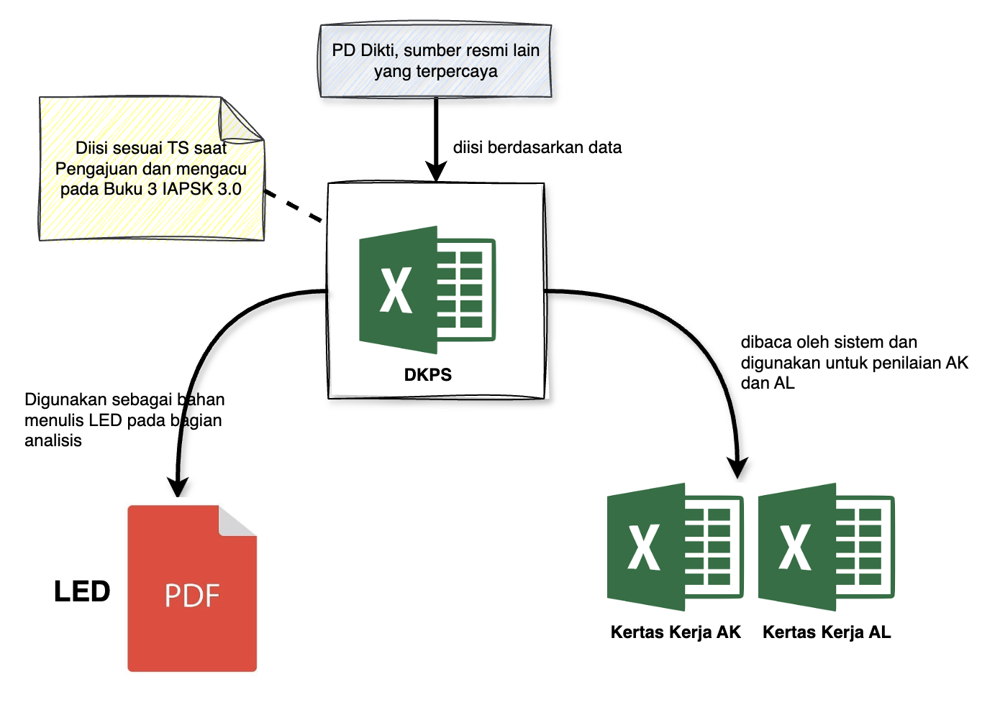 PD Dikti, sumber resmi lain
yang terpercaya
Diisi sesuai TS saat
Pengajuan dan mengacu
pada Buku 3 IAPSK 3.0
diisi berdasarkan data
X
DKPS
dibaca oleh sistem dan
digunakan untuk penilaian AK
dan AL
Digunakan sebagai bahan
menulis LED pada bagian
analisis
LED
PDF
X
X
Kertas Kerja AK
Kertas Kerja AL